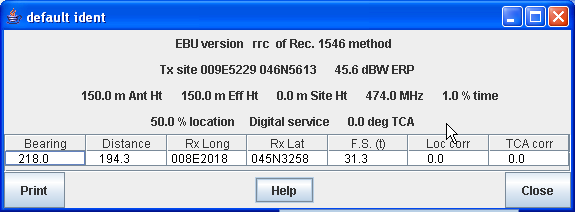 default ident
EBU version rrc of Rec. 1546 method
Tx site 009E5229 046N5613 45.6 dBW ERP
150.0 m Ant Ht 150.0 m Eff Ht 0.0 m Site Ht 474.0 MHz 1.0 % time
50.0 % location Digital service 0.0 deg TCA
Bearing Distance Rx Long Rx Lat F.S. (t) Loc corr TCA corr
218.0 194.3 008E2018 045N3258 31.3 0.0 0.0
Print Help Close